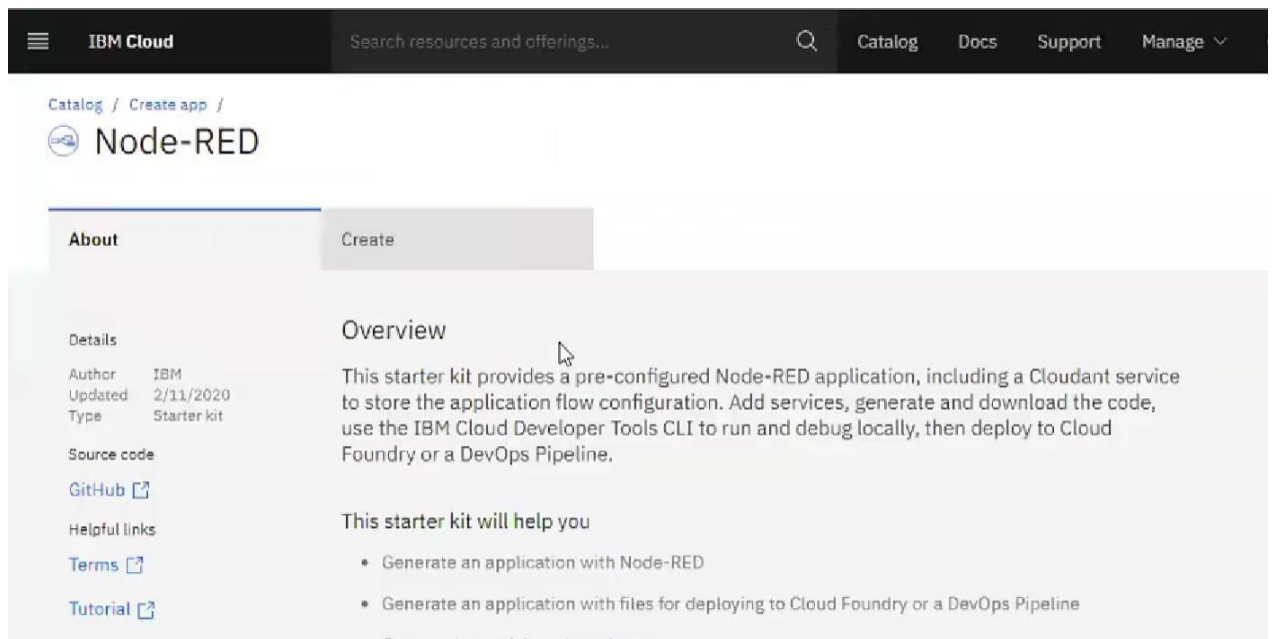 IBM Cloud
Search resources and offerings...
Catalog
Docs
Support
Manage
Catalog / Create app /
Node-RED
About
Create
Details
Author IBM
Updated 2/11/2020
Type Starter kit
Source code
GitHub
Helpful links
Terms
Tutorial
Overview
This starter kit provides a pre-configured Node-RED application, including a Cloudant service
to store the application flow configuration. Add services, generate and download the code,
use the IBM Cloud Developer Tools CLI to run and debug locally, then deploy to Cloud
Foundry or a DevOps Pipeline.
This starter kit will help you
• Generate an application with Node-RED
• Generate an application with files for deploying to Cloud Foundry or a DevOps Pipeline